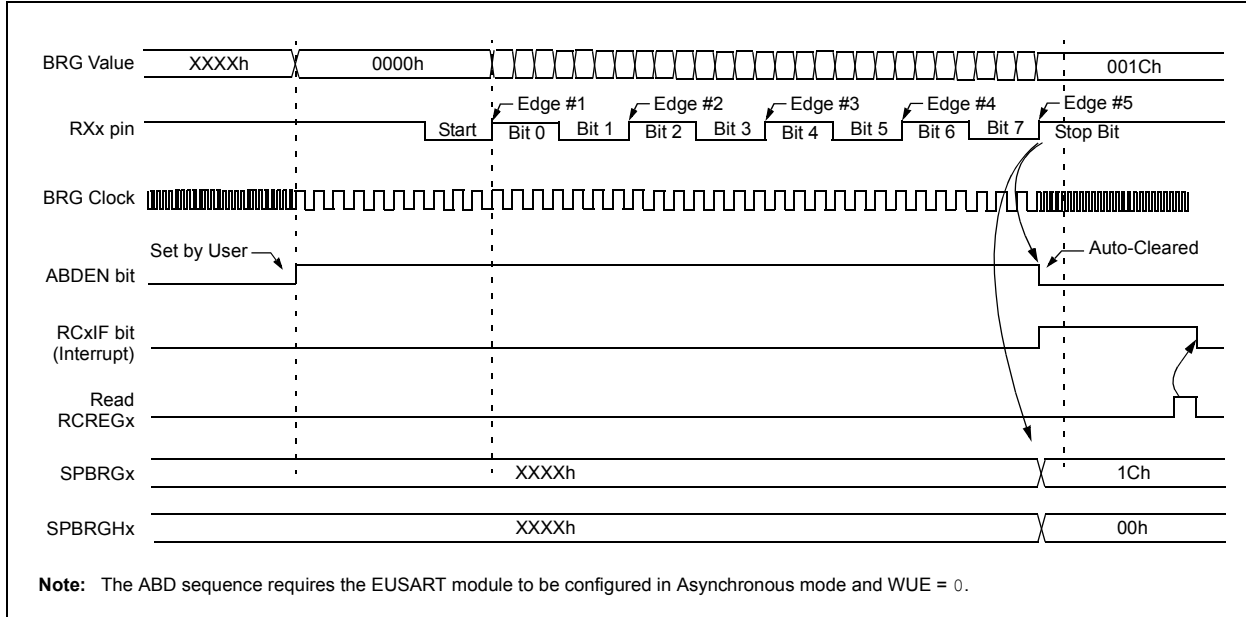 BRG Value XXXXh 0000h 001Ch
Edge #1 Edge #2 Edge #3 Edge #4 Edge #5
RXx pin Start Bit 0 Bit 1 Bit 2 Bit 3 Bit 4 Bit 5 Bit 6 Bit 7 Stop Bit
BRG Clock
Set by User Auto-Cleared
ABDEN bit
RCxIF bit
(Interrupt)
Read
RCREGx
SPBRGx XXXXh 1Ch
SPBRGHx XXXXh 00h
Note: The ABD sequence requires the EUSART module to be configured in Asynchronous mode and WUE = 0.